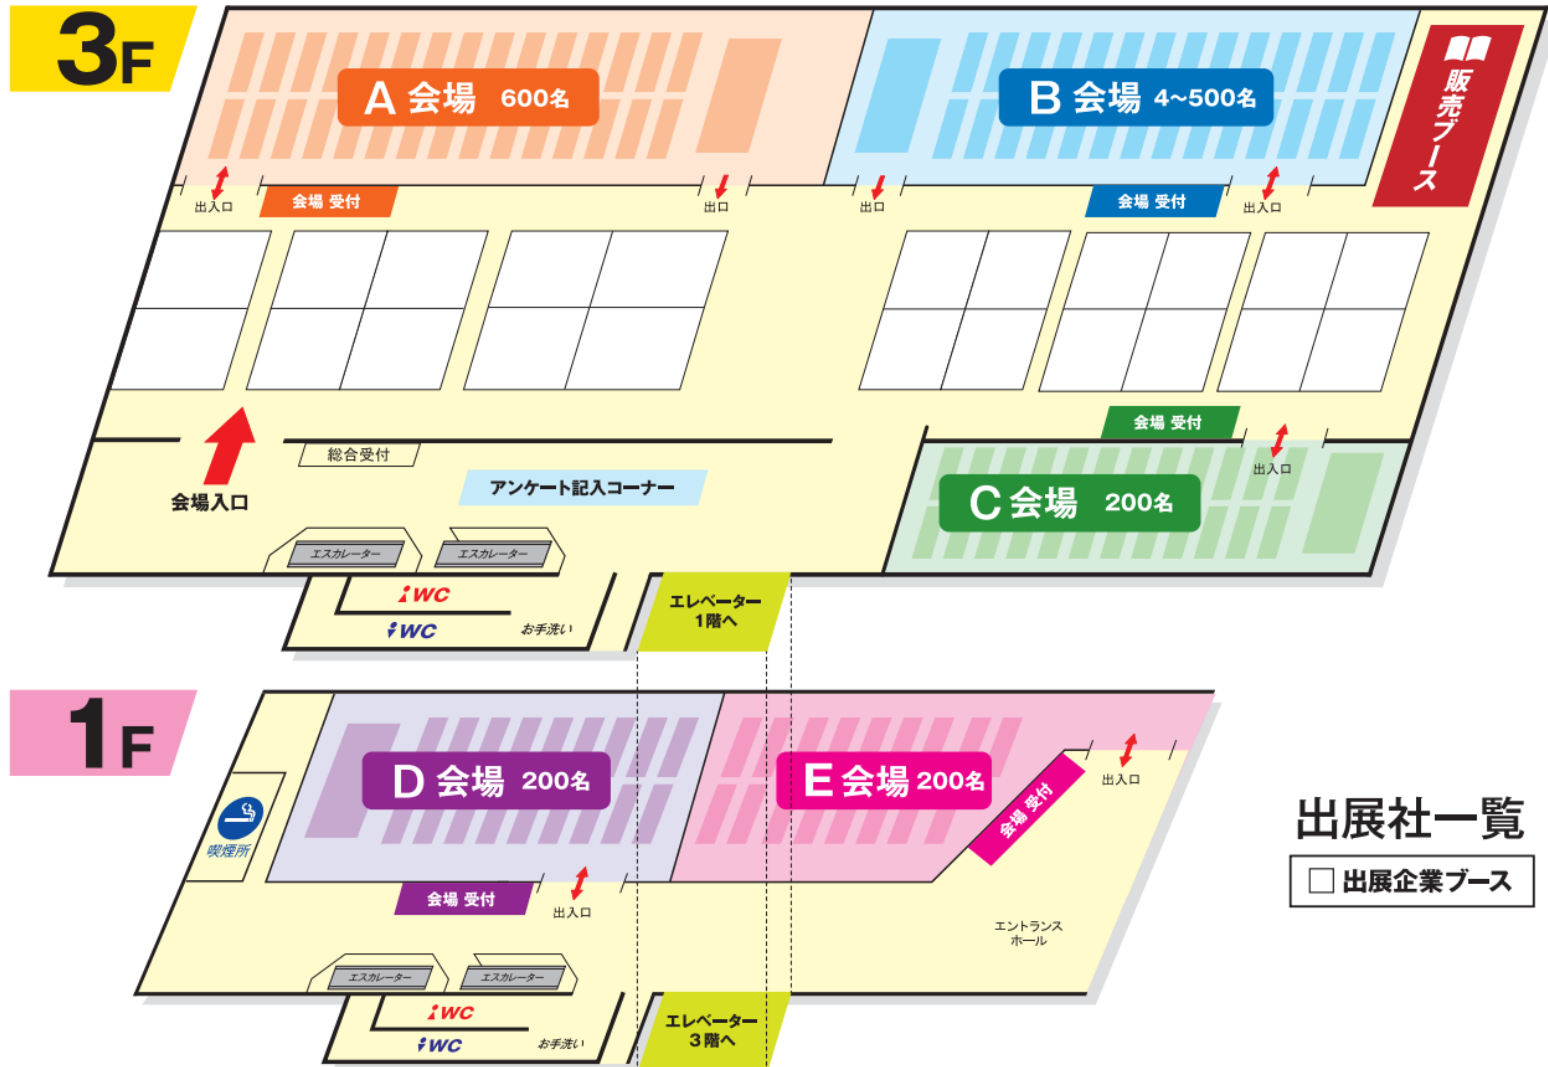 3F
A 会場 600名
B 会場 4～500名
販売ブース
出入口
会場 受付
出口
出口
会場 受付
出入口
会場 受付
出入口
総合受付
会場入口
アンケート記入コーナー
C 会場 200名
エスカレーター
エスカレーター
WC
WC
お手洗い
エレベーター
1階へ
1F
D 会場 200名
E 会場 200名
出入口
会場 受付
喫煙所
会場 受付
出入口
エントランス
ホール
エスカレーター
エスカレーター
WC
WC
お手洗い
エレベーター
3階へ
出展社一覧
出展企業ブース